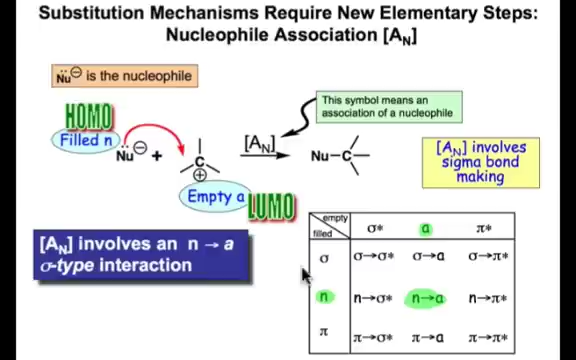 Substitution Mechanisms Require New Elementary Steps:
Nucleophile Association [AN]
Nu⊖ is the nucleophile
This symbol means an
association of a nucleophile
HOMO
Filled n
Nu⊖ +
C
⊕
[AN]
Nu–C
[AN] involves
sigma bond
making
Empty a
LUMO
[AN] involves an n → a
σ-type interaction
empty
filled
σ* a π*
σ σ→σ* σ→a σ→π*
n n→σ* n→a n→π*
π π→σ* π→a π→π*